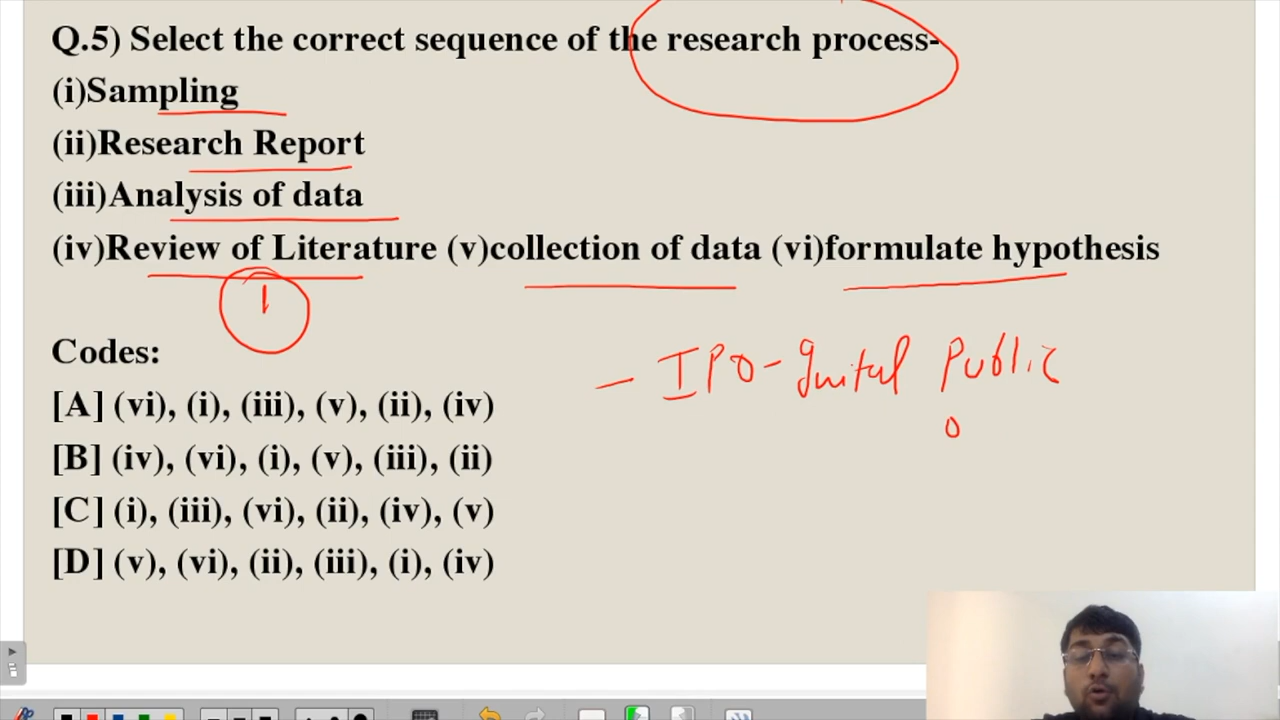 Q.5) Select the correct sequence of the research process-
(i)Sampling
(ii)Research Report
(iii)Analysis of data
(iv)Review of Literature (v)collection of data (vi)formulate hypothesis
1
Codes:
- IPO - Public
O
[A] (vi), (i), (iii), (v), (ii), (iv)
[B] (iv), (vi), (i), (v), (iii), (ii)
[C] (i), (iii), (vi), (ii), (iv), (v)
[D] (v), (vi), (ii), (iii), (i), (iv)